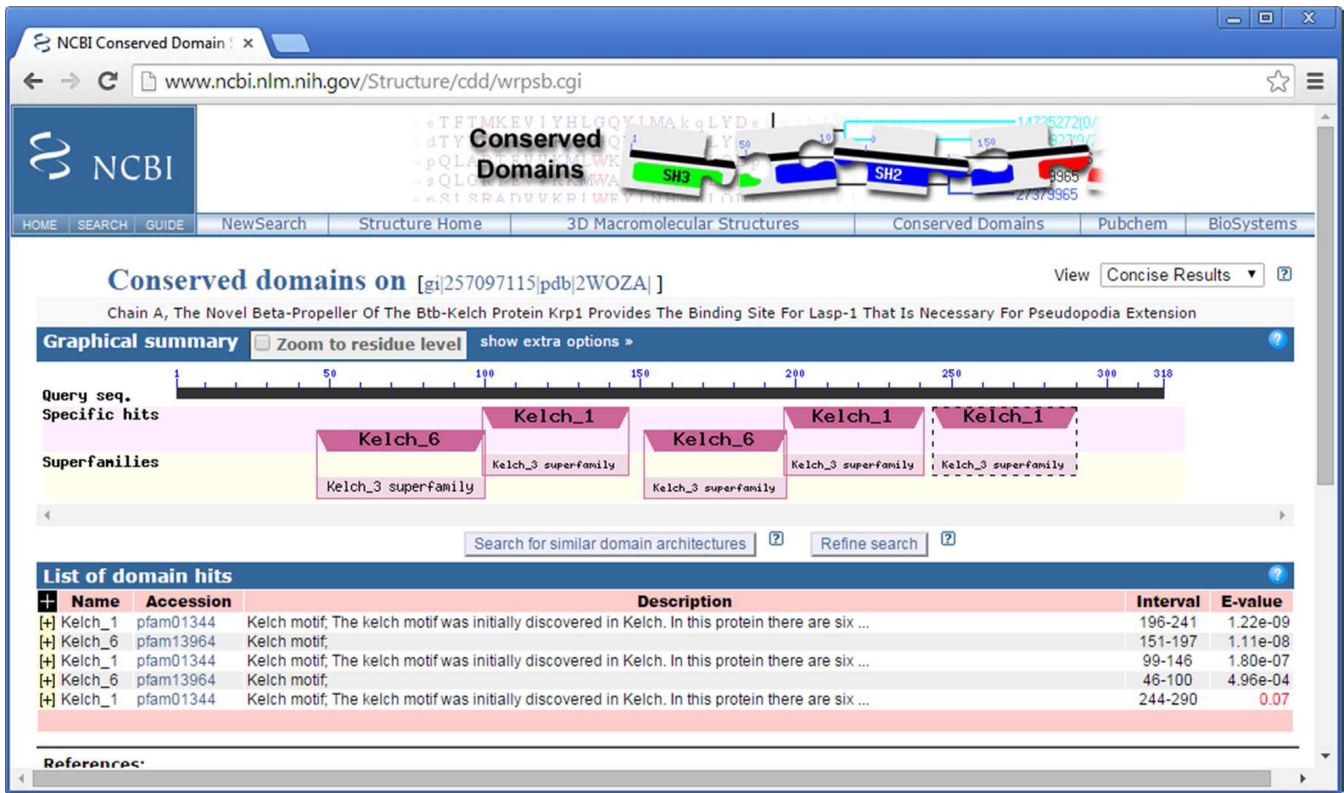 NCBI Conserved Domain S
www.ncbi.nlm.nih.gov/Structure/cdd/wrpsb.cgi
NCBI
Conserved
Domains
SH3
SH2
1
50
100
150
HOME SEARCH GUIDE NewSearch Structure Home 3D Macromolecular Structures Conserved Domains Pubchem BioSystems
Conserved domains on [gi|257097115|pdb|2WOZA| ]
View Concise Results
Chain A, The Novel Beta-Propeller Of The Btb-Kelch Protein Krp1 Provides The Binding Site For Lasp-1 That Is Necessary For Pseudopodia Extension
Graphical summary Zoom to residue level show extra options »
1 50 100 150 200 250 300 318
Query seq.
Specific hits
Kelch_1 Kelch_1 Kelch_1
Kelch_6 Kelch_6
Superfamilies
Kelch_3 superfamily Kelch_3 superfamily Kelch_3 superfamily
Kelch_3 superfamily Kelch_3 superfamily
Search for similar domain architectures ? Refine search ?
List of domain hits
+ Name Accession Description Interval E-value
[+] Kelch_1 pfam01344 Kelch motif; The kelch motif was initially discovered in Kelch. In this protein there are six ... 196-241 1.22e-09
[+] Kelch_6 pfam13964 Kelch motif; 151-197 1.11e-08
[+] Kelch_1 pfam01344 Kelch motif; The kelch motif was initially discovered in Kelch. In this protein there are six ... 99-146 1.80e-07
[+] Kelch_6 pfam13964 Kelch motif; 46-100 4.96e-04
[+] Kelch_1 pfam01344 Kelch motif; The kelch motif was initially discovered in Kelch. In this protein there are six ... 244-290 0.07
References: